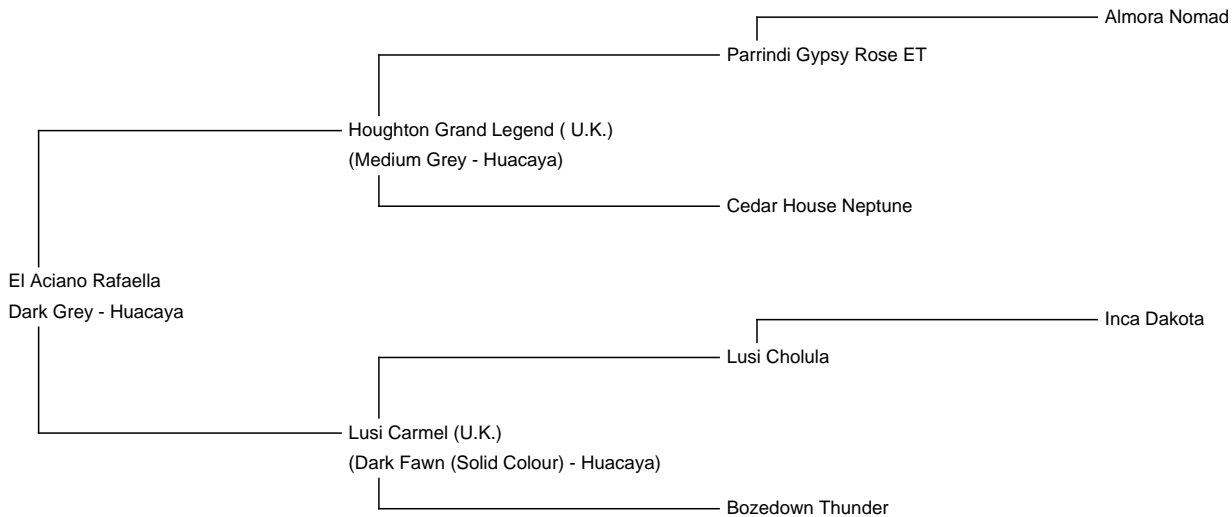 Almora Nomad
Parrindi Gypsy Rose ET
Houghton Grand Legend ( U.K.)
(Medium Grey - Huacaya)
Cedar House Neptune
El Aciano Rafaella
Dark Grey - Huacaya
Inca Dakota
Lusi Cholula
Lusi Carmel (U.K.)
(Dark Fawn (Solid Colour) - Huacaya)
Bozedown Thunder